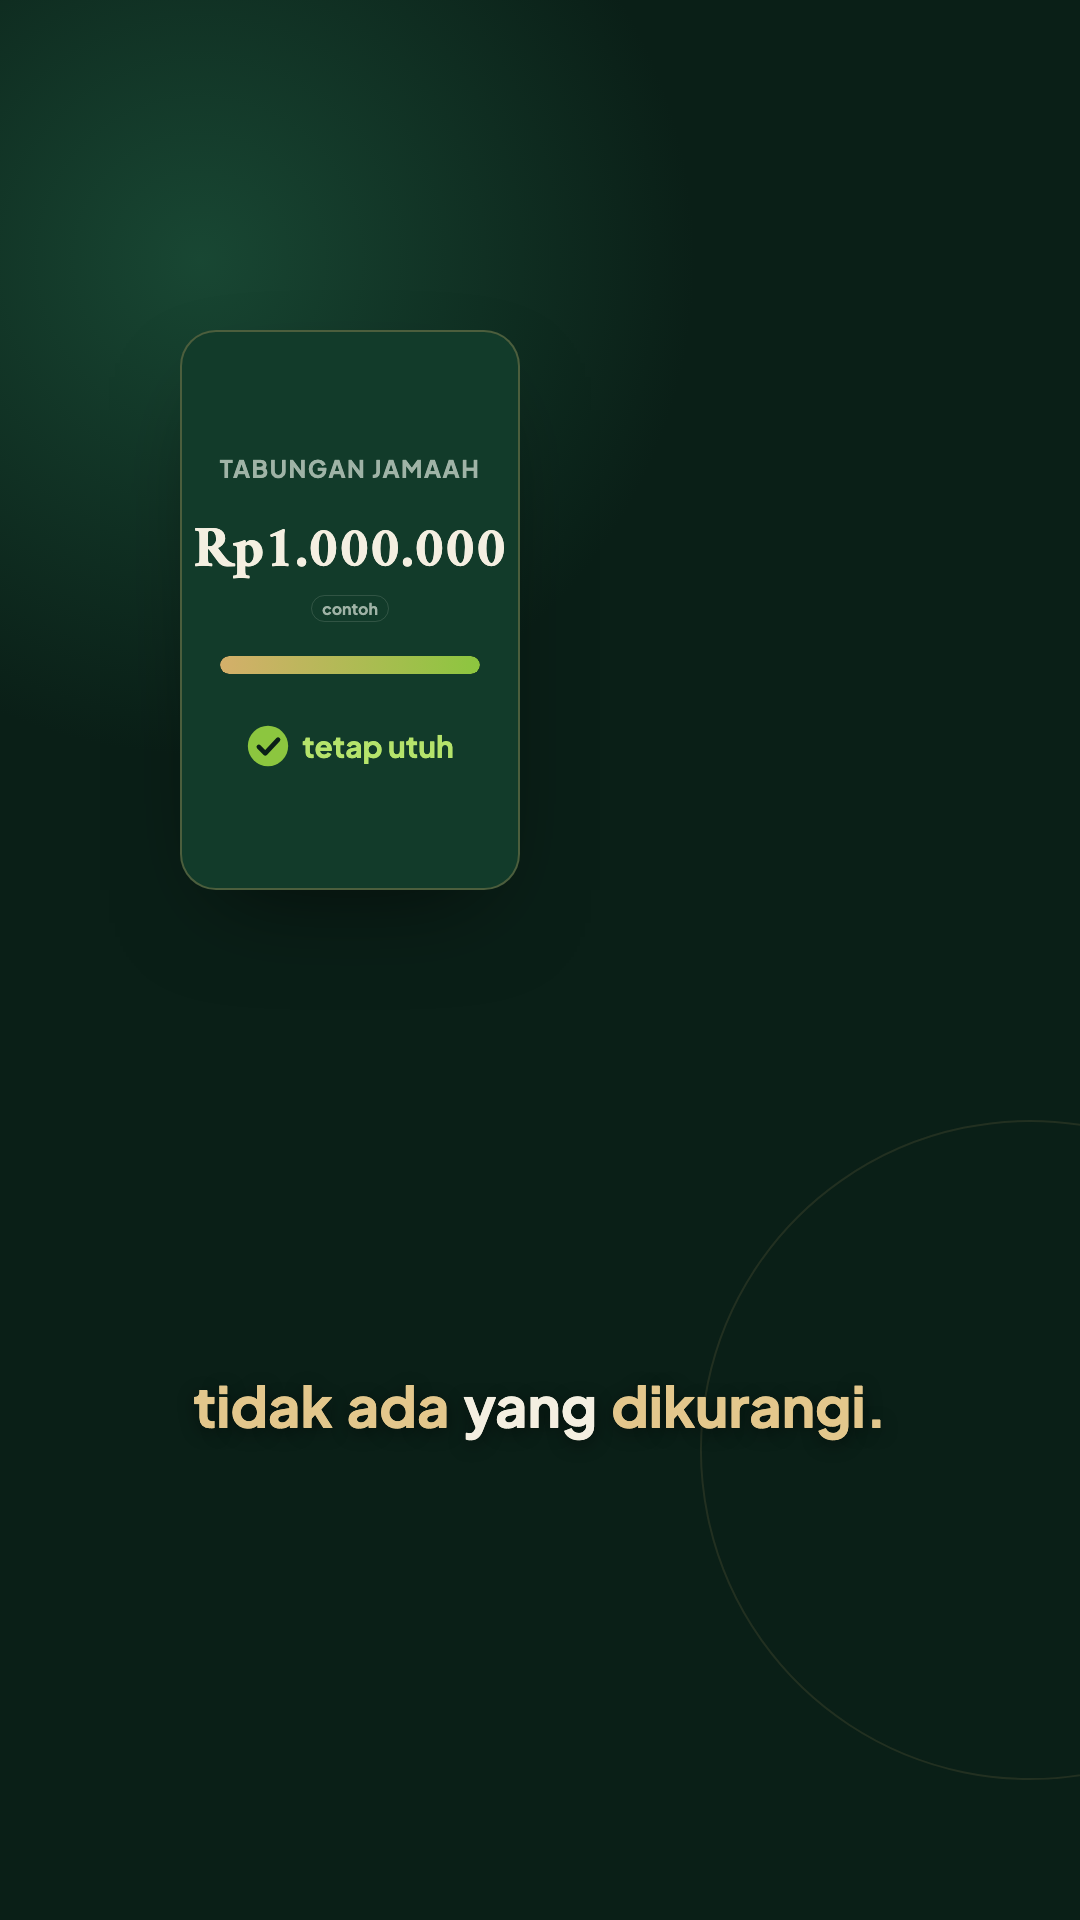 TABUNGAN JAMAAH
Rp1.000.000
contoh
tetap utuh
tidak ada yang dikurangi.